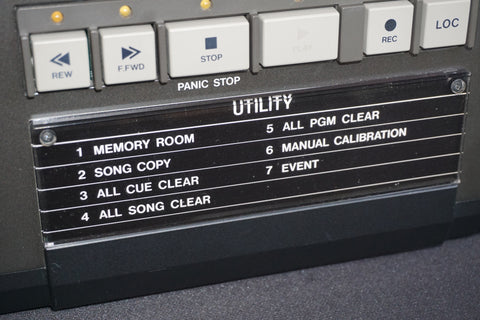 REW
F.FWD
STOP
PLAY
REC
LOC
PANIC STOP
UTILITY
1 MEMORY ROOM
2 SONG COPY
3 ALL CUE CLEAR
4 ALL SONG CLEAR
5 ALL PGM CLEAR
6 MANUAL CALIBRATION
7 EVENT